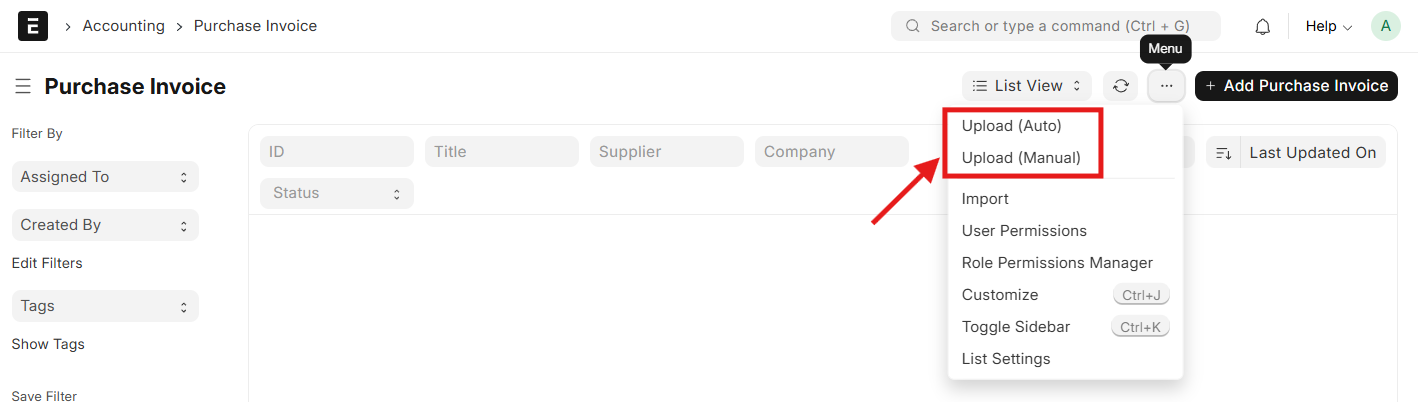 E
Accounting
Purchase Invoice
Search or type a command (Ctrl + G)
Help
A
Menu
Purchase Invoice
List View
···
+ Add Purchase Invoice
Filter By
Assigned To
Created By
Edit Filters
Tags
Show Tags
Save Filter
ID
Title
Supplier
Company
Status
Last Updated On
Upload (Auto)
Upload (Manual)
Import
User Permissions
Role Permissions Manager
Customize Ctrl+J
Toggle Sidebar Ctrl+K
List Settings